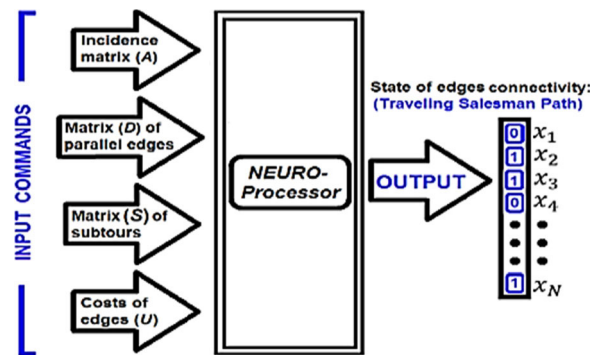 INPUT COMMANDS
Incidence
matrix (A)
Matrix (D) of
parallel edges
Matrix (S) of
subtours
Costs of
edges (U)
NEURO-
Processor
OUTPUT
State of edges connectivity:
(Traveling Salesman Path)
0 x₁
1 x₂
1 x₃
0 x₄
1 x_N